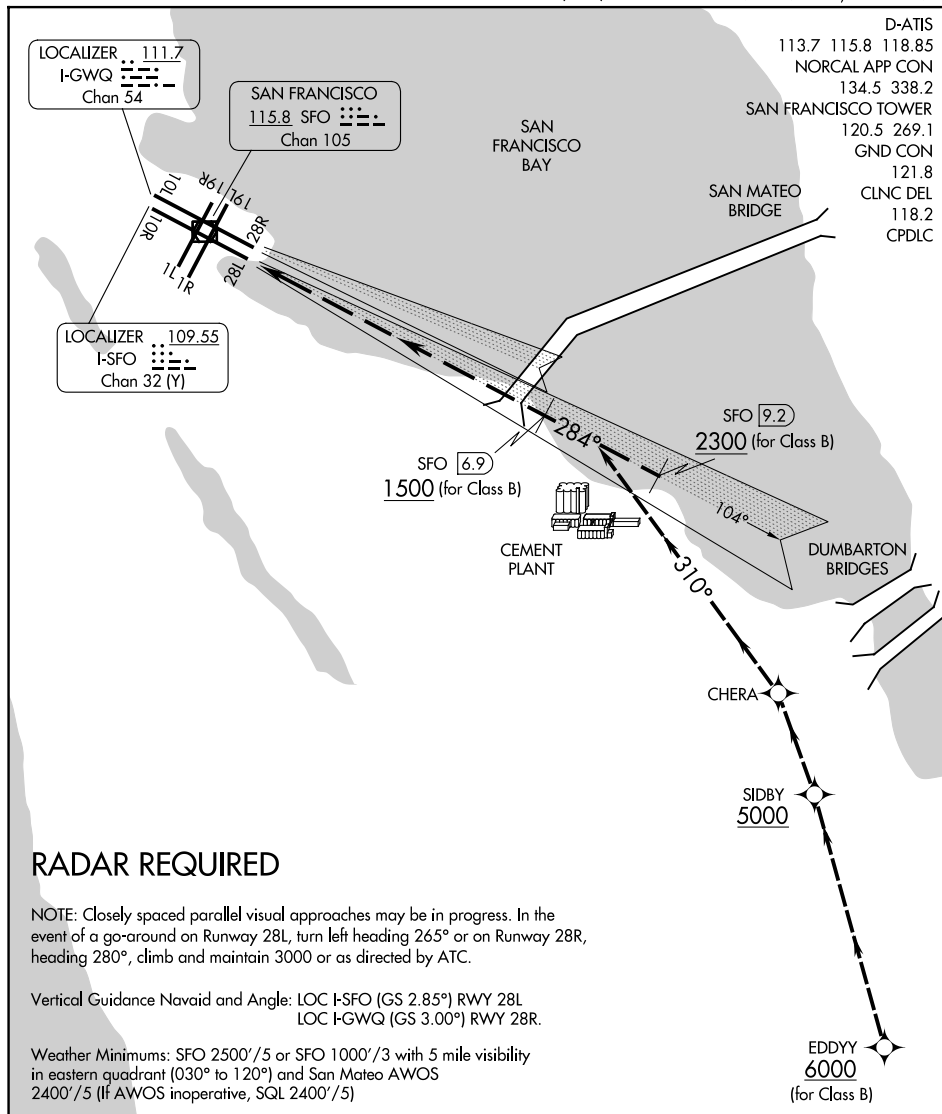 D-ATIS
113.7 115.8 118.85
NORCAL APP CON
134.5 338.2
SAN FRANCISCO TOWER
120.5 269.1
GND CON
121.8
CLNC DEL
118.2
CPDLC
LOCALIZER 111.7
I-GWQ
Chan 54
SAN FRANCISCO
115.8 SFO
Chan 105
SAN
FRANCISCO
BAY
SAN MATEO
BRIDGE
10L
10R
19R
19L
28R
28L
1L
1R
LOCALIZER 109.55
I-SFO
Chan 32 (Y)
SFO 9.2
2300 (for Class B)
284°
SFO 6.9
1500 (for Class B)
104°
CEMENT
PLANT
DUMBARTON
BRIDGES
310°
CHERA
SIDBY
5000
RADAR REQUIRED
NOTE: Closely spaced parallel visual approaches may be in progress. In the
event of a go-around on Runway 28L, turn left heading 265° or on Runway 28R,
heading 280°, climb and maintain 3000 or as directed by ATC.
Vertical Guidance Navaid and Angle: LOC I-SFO (GS 2.85°) RWY 28L
LOC I-GWQ (GS 3.00°) RWY 28R.
Weather Minimums: SFO 2500'/5 or SFO 1000'/3 with 5 mile visibility
in eastern quadrant (030° to 120°) and San Mateo AWOS
2400'/5 (If AWOS inoperative, SQL 2400'/5)
EDDYY
6000
(for Class B)